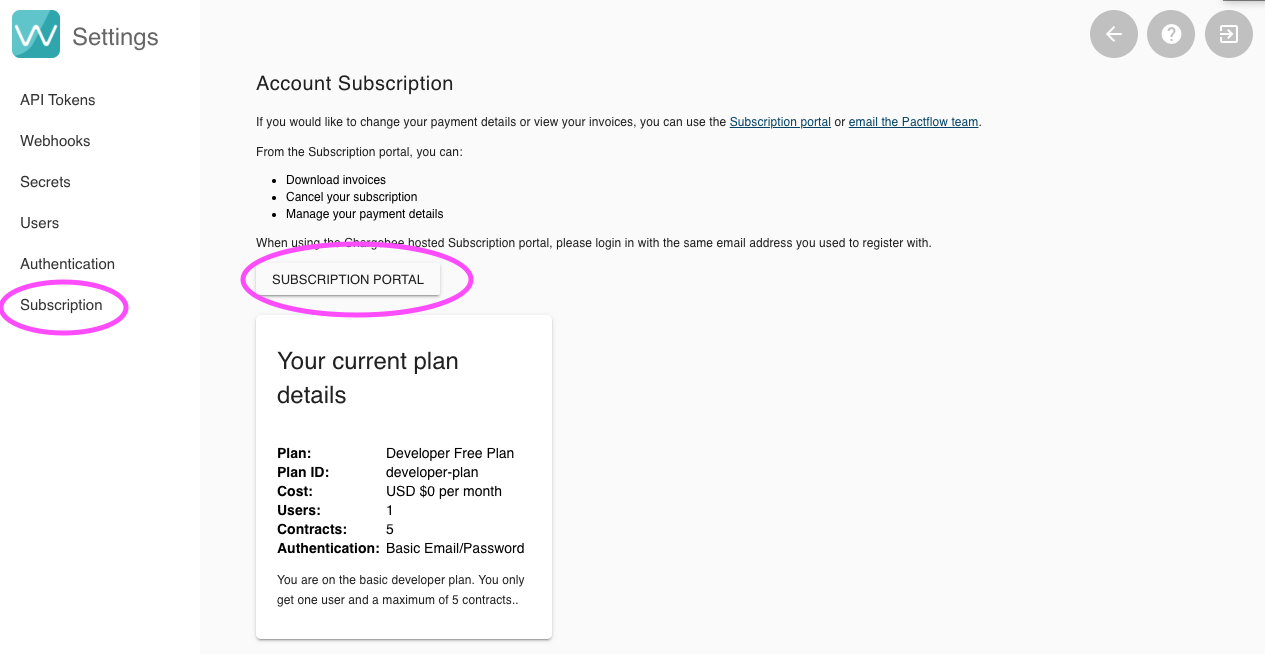 Settings
API Tokens
Webhooks
Secrets
Users
Authentication
Subscription
Account Subscription
If you would like to change your payment details or view your invoices, you can use the Subscription portal or email the Pactflow team.
From the Subscription portal, you can:
• Download invoices
• Cancel your subscription
• Manage your payment details
When using the Chargebee hosted Subscription portal, please login in with the same email address you used to register with.
SUBSCRIPTION PORTAL
Your current plan
details
Plan: Developer Free Plan
Plan ID: developer-plan
Cost: USD $0 per month
Users: 1
Contracts: 5
Authentication: Basic Email/Password
You are on the basic developer plan. You only
get one user and a maximum of 5 contracts..